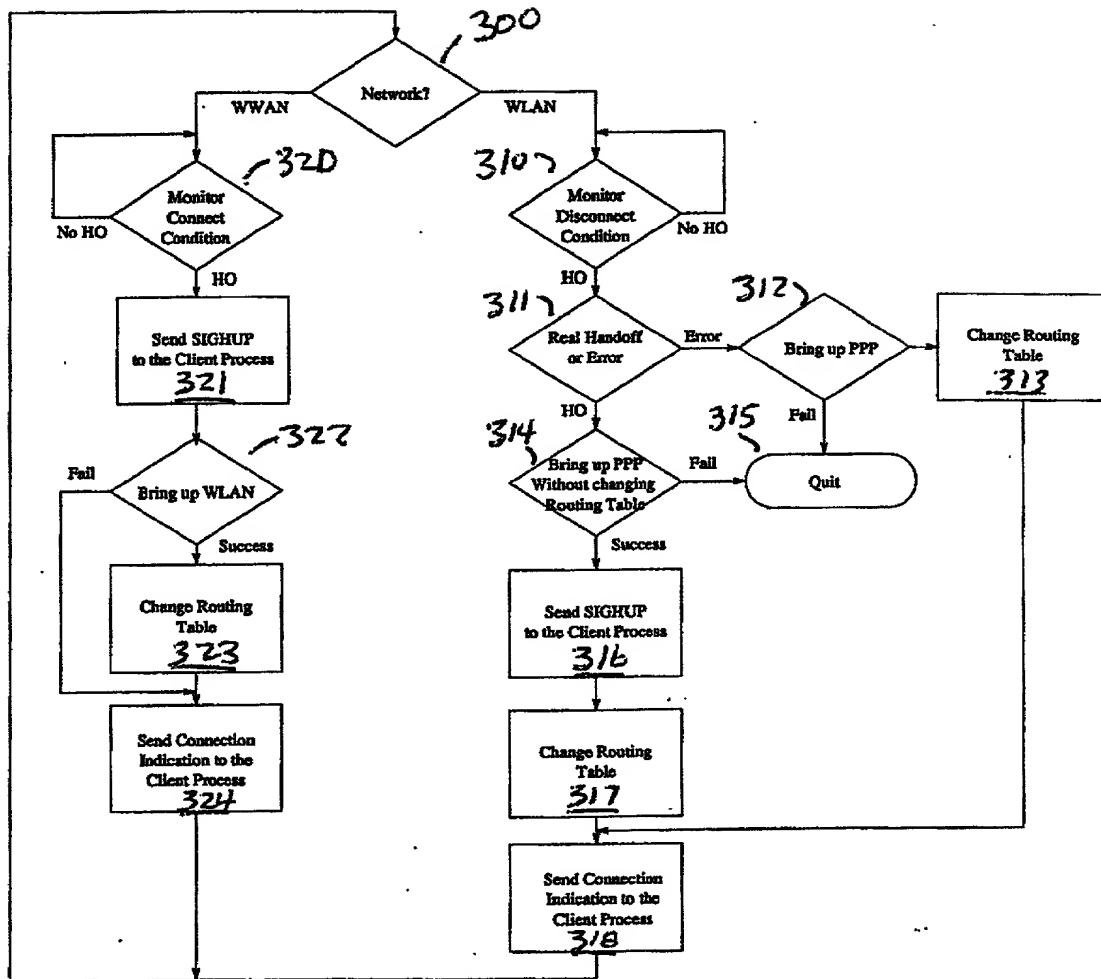 300
Network?
WWAN
WLAN
320
310
Monitor
Connect
Condition
Monitor
Disconnect
Condition
No HO
No HO
HO
HO
311
312
Send SIGHUP
to the Client Process
321
Real Handoff
or Error
Error
Bring up PPP
Change Routing
Table
313
HO
Fail
322
314
315
Fail
Bring up WLAN
Bring up PPP
Without changing
Routing Table
Fail
Quit
Success
Success
Change Routing
Table
323
Send SIGHUP
to the Client Process
316
Send Connection
Indication to the
Client Process
324
Change Routing
Table
317
Send Connection
Indication to the
Client Process
318